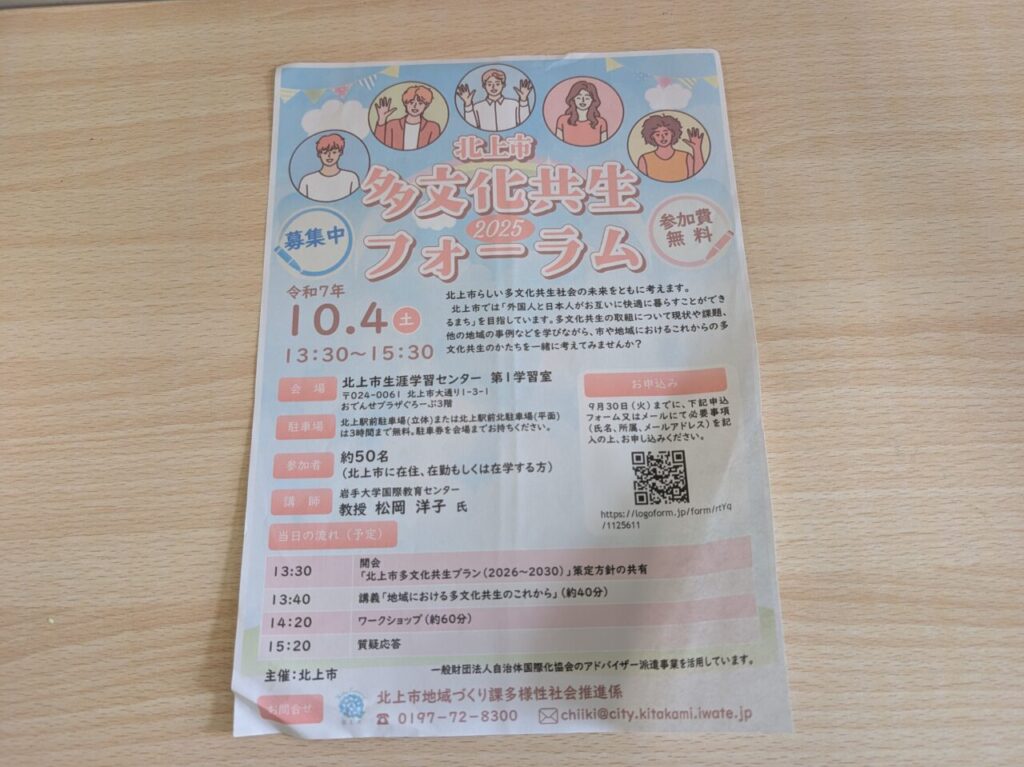 北上市
多文化共生
2025
フォーラム
募集中
参加費
無料
令和7年
10.4 土
13:30～15:30
北上市らしい多文化共生社会の未来をともに考えます。
北上市では「外国人と日本人がお互いに快適に暮らすことができ
るまち」を目指しています。多文化共生の取組について現状や課題、
他の地域の事例などを学びながら、市や地域におけるこれからの多
文化共生のかたちを一緒に考えてみませんか？
会場
北上市生涯学習センター 第1学習室
〒024-0061 北上市大通り1-3-1
おでんせプラザぐろーぶ3階
駐車場
北上駅前駐車場(立体)または北上駅前北駐車場(平面)
は3時間まで無料。駐車券を会場までお持ちください。
参加者
約50名
（北上市に在住、在勤もしくは在学する方）
講師
岩手大学国際教育センター
教授 松岡 洋子 氏
お申込み
9月30日（火）までに、下記申込
フォーム又はメールにて必要事項
（氏名、所属、メールアドレス）を記
入の上、お申し込みください。
https://logoform.jp/form/rtYq
/1125611
当日の流れ（予定）
13:30 開会
「北上市多文化共生プラン（2026～2030）」策定方針の共有
13:40 講義「地域における多文化共生のこれから」（約40分）
14:20 ワークショップ（約60分）
15:20 質疑応答
主催：北上市
一般財団法人自治体国際化協会のアドバイザー派遣事業を活用しています。
お問合せ
北上市地域づくり課多様性社会推進係
☎ 0197-72-8300 ✉chiiki@city.kitakami.iwate.jp